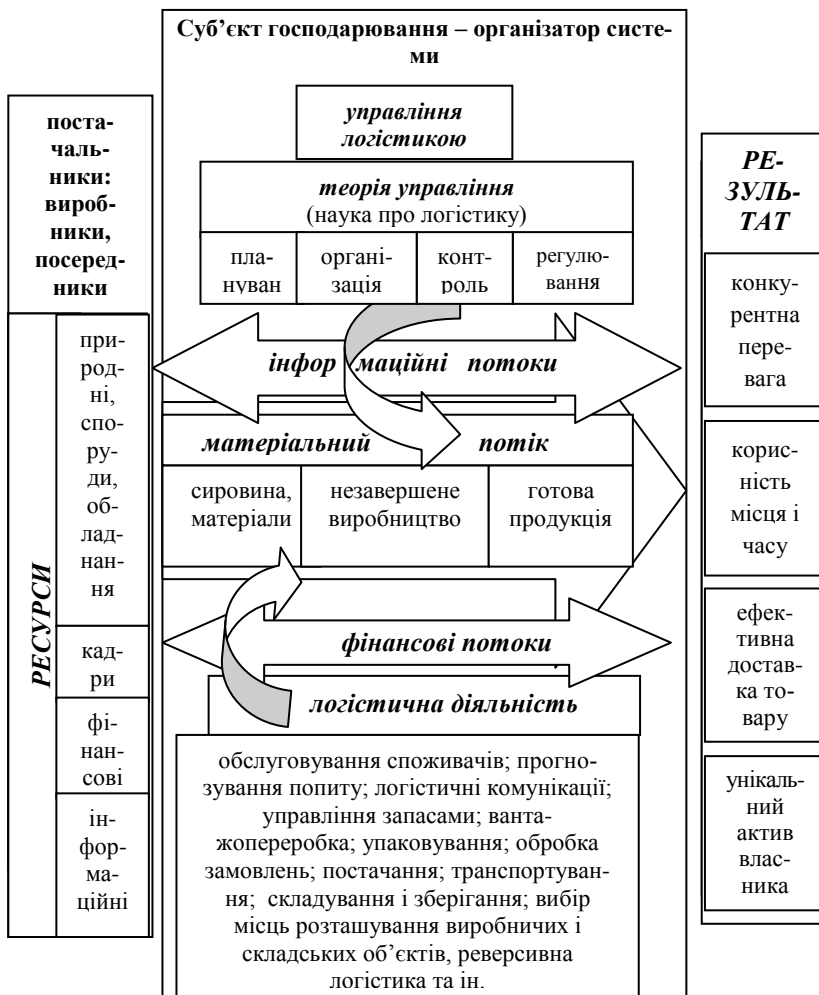 Суб’єкт господарювання – організатор систе-
ми
поста-
чаль-
ники:
вироб-
ники,
посеред-
ники
РЕСУРСИ
при-
род-
ні,
спо-
ру-
ди,
об-
лад-
нан-
ня
кад-
ри
фі-
нан-
сові
ін-
фор-
ма-
ційні
управління
логістикою
теорія управління
(наука про логістику)
пла-
нуван
органі-
зація
конт-
роль
регулю-
вання
інфор маційні потоки
матеріальний потік
сировина,
матеріали
незавершене
виробництво
готова
продукція
фінансові потоки
логістична діяльність
обслуговування споживачів; прогно-
зування попиту; логістичні комунікації;
управління запасами; ванта-
жопереробка; упаковування; обробка
замовлень; постачання; транспортуван-
ня; складування і зберігання; вибір
місць розташування виробничих і
складських об’єктів, реверсивна
логістика та ін.
РЕ-
ЗУЛЬ-
ТАТ
конку-
рентна
пере-
вага
корис-
ність
місця і
часу
ефек-
тивна
достав-
ка то-
вару
унікаль-
ний
актив
влас-
ника